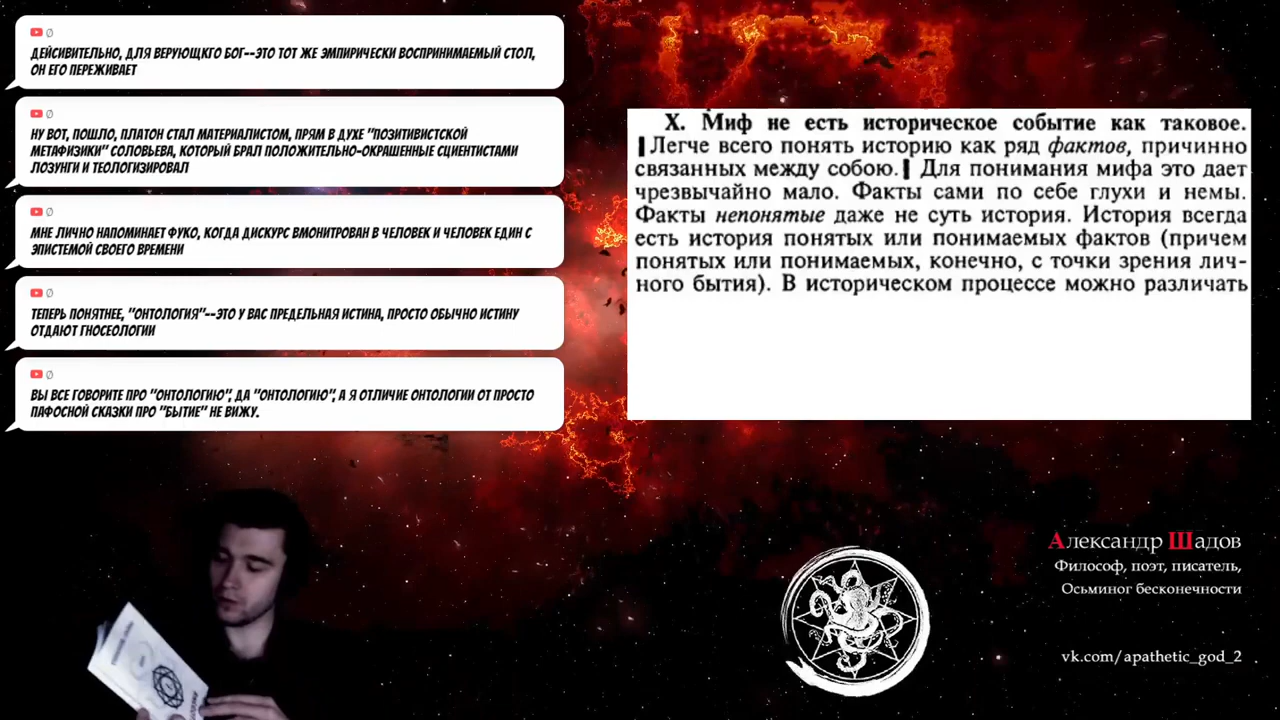 Ø
ДЕЙСИВИТЕЛЬНО, ДЛЯ ВЕРУЮЩКГО БОГ--ЭТО ТОТ ЖЕ ЭМПИРИЧЕСКИ ВОСПРИНИМАЕМЫЙ СТОЛ,
ОН ЕГО ПЕРЕЖИВАЕТ
Ø
НУ ВОТ, ПОШЛО, ПЛАТОН СТАЛ МАТЕРИАЛИСТОМ, ПРЯМ В ДУХЕ "ПОЗИТИВИСТСКОЙ
МЕТАФИЗИКИ" СОЛОВЬЕВА, КОТОРЫЙ БРАЛ ПОЛОЖИТЕЛЬНО-ОКРАШЕННЫЕ СЦИЕНТИСТАМИ
ЛОЗУНГИ И ТЕОЛОГИЗИРОВАЛ
Ø
МНЕ ЛИЧНО НАПОМИНАЕТ ФУКО, КОГДА ДИСКУРС ВМОНИТРОВАН В ЧЕЛОВЕК И ЧЕЛОВЕК ЕДИН С
ЭПИСТЕМОЙ СВОЕГО ВРЕМЕНИ
Ø
ТЕПЕРЬ ПОНЯТНЕЕ, "ОНТОЛОГИЯ"--ЭТО У ВАС ПРЕДЕЛЬНАЯ ИСТИНА, ПРОСТО ОБЫЧНО ИСТИНУ
ОТДАЮТ ГНОСЕОЛОГИИ
Ø
ВЫ ВСЕ ГОВОРИТЕ ПРО "ОНТОЛОГИЮ", ДА "ОНТОЛОГИЮ", А Я ОТЛИЧИЕ ОНТОЛОГИИ ОТ ПРОСТО
ПАФОСНОЙ СКАЗКИ ПРО "БЫТИЕ" НЕ ВИЖУ.
X. Миф не есть историческое событие как таковое.
Легче всего понять историю как ряд фактов, причинно
связанных между собою. Для понимания мифа это дает
чрезвычайно мало. Факты сами по себе глухи и немы.
Факты непонятые даже не суть история. История всегда
есть история понятых или понимаемых фактов (причем
понятых или понимаемых, конечно, с точки зрения лич-
ного бытия). В историческом процессе можно различать
Александр Шадов
Философ, поэт, писатель,
Осьминог бесконечности
vk.com/apathetic_god_2